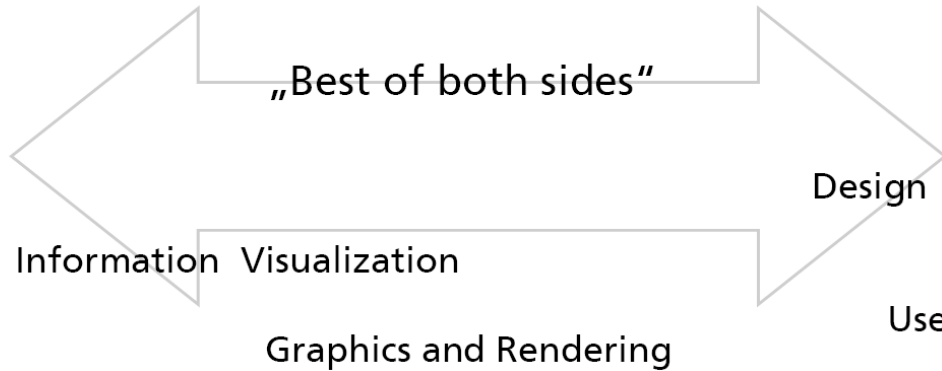 „Best of both sides“
Design
Information Visualization
Use
Graphics and Rendering